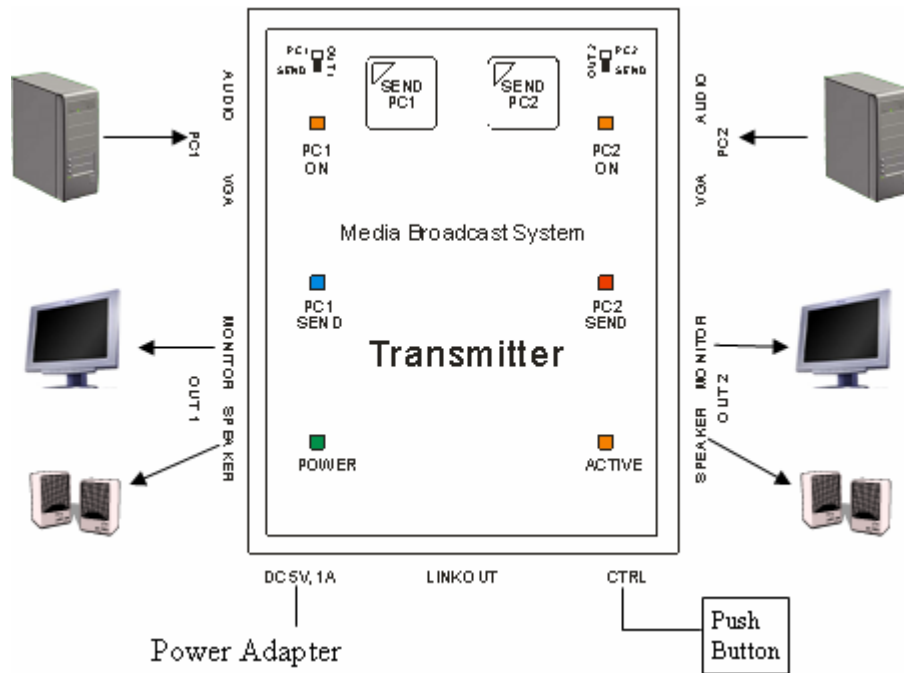 PC1
SEND
OUT1
SEND
PC1
SEND
PC2
OUT2
PC2
SEND
AUDIO
PC1
VGA
PC1
ON
PC2
ON
AUDIO
PC2
VGA
Media Broadcast System
PC1
SEND
PC2
SEND
Transmitter
MONITOR
OUT 1
SPEAKER
MONITOR
OUT 2
SPEAKER
POWER
ACTIVE
DC 5V, 1A
LINKOUT
CTRL
Power Adapter
Push
Button